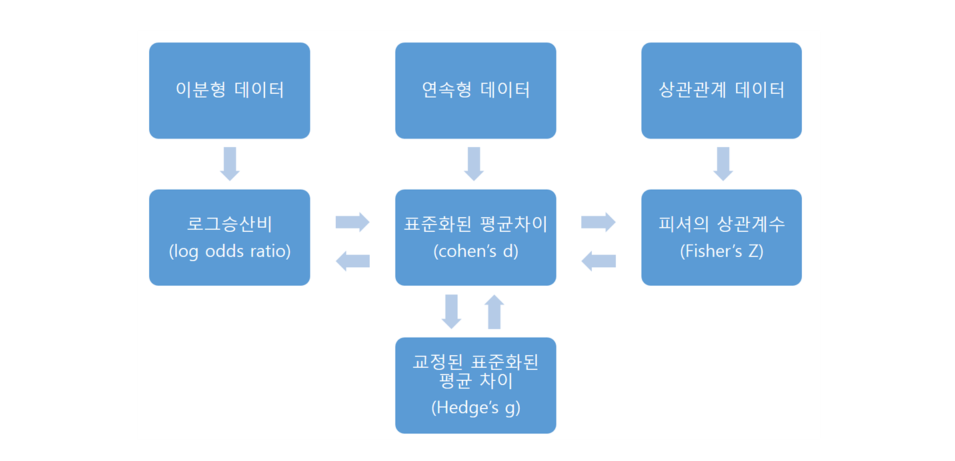 이분형 데이터
연속형 데이터
상관관계 데이터
로그승산비
(log odds ratio)
표준화된 평균차이
(cohen's d)
피셔의 상관계수
(Fisher's Z)
교정된 표준화된
평균 차이
(Hedge's g)